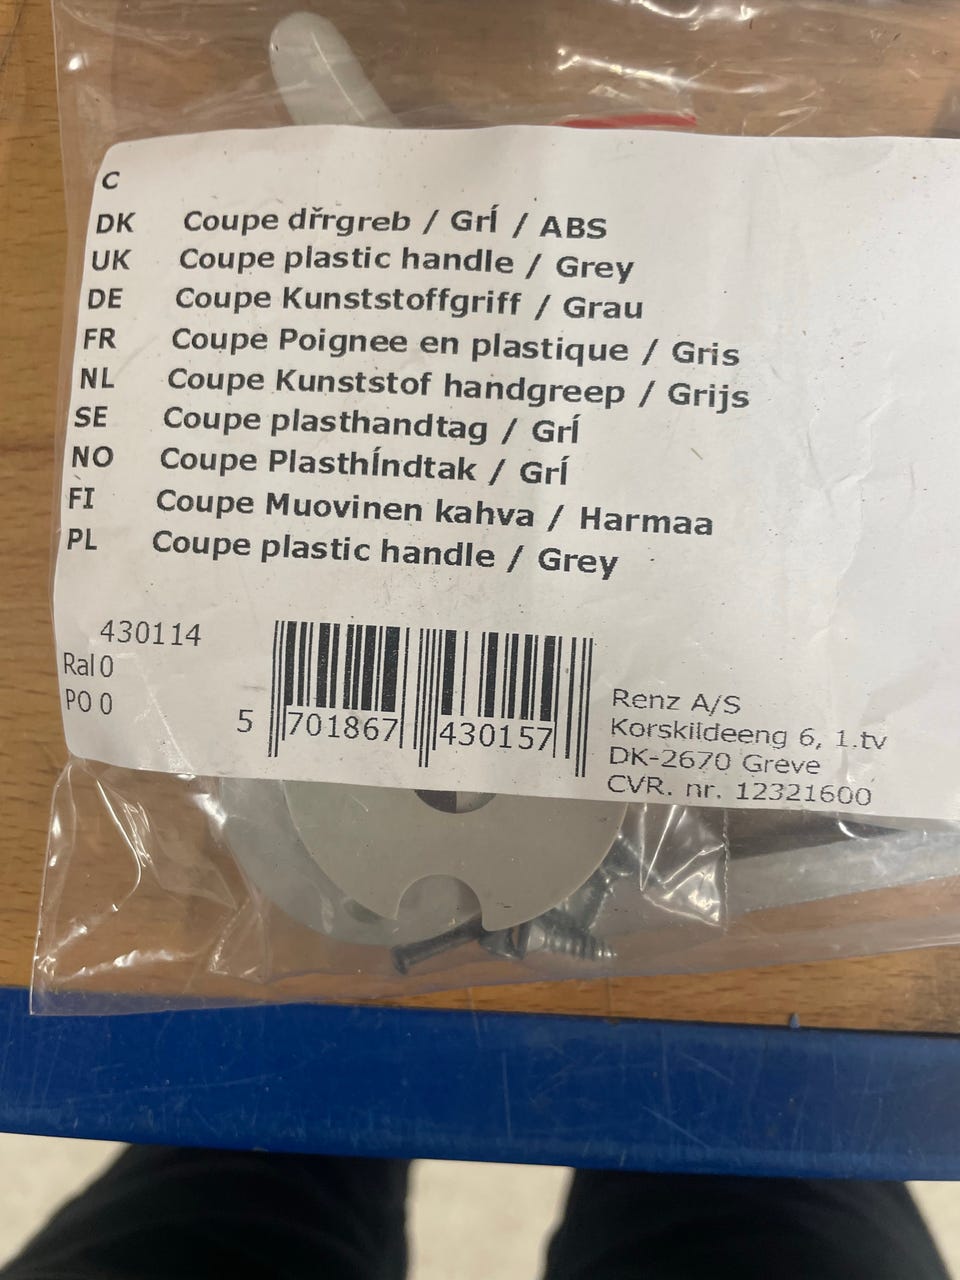 C
DK Coupe dřrgreb / GrÍ / ABS
UK Coupe plastic handle / Grey
DE Coupe Kunststoffgriff / Grau
FR Coupe Poignee en plastique / Gris
NL Coupe Kunststof handgreep / Grijs
SE Coupe plasthandtag / GrÍ
NO Coupe PlasthÍndtak / GrÍ
FI Coupe Muovinen kahva / Harmaa
PL Coupe plastic handle / Grey
430114
Ral 0
PO 0
5 701867 430157
Renz A/S
Korskildeeng 6, 1.tv
DK-2670 Greve
CVR. nr. 12321600